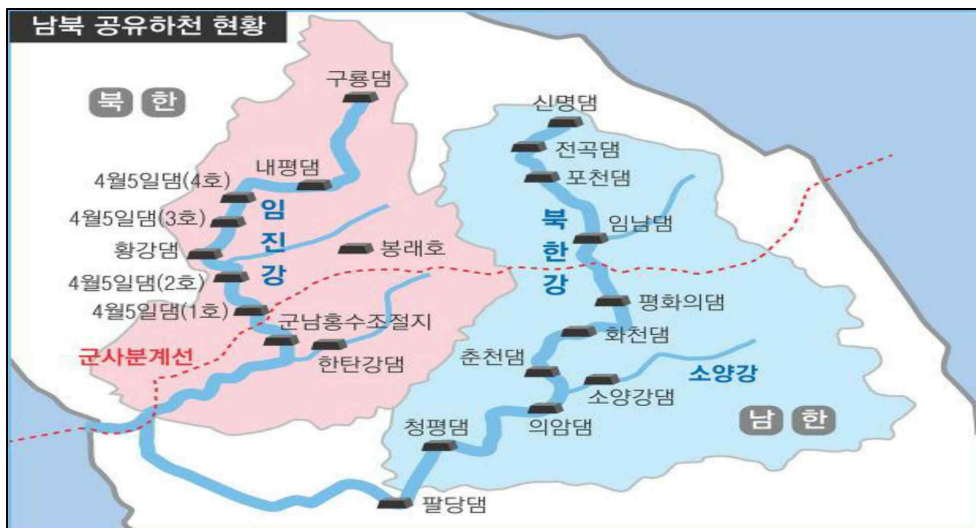 남북 공유하천 현황
북한
구룡댐
신명댐
전곡댐
내평댐
포천댐
4월5일댐(4호)
임진강
4월5일댐(3호)
북한강
임남댐
황강댐
봉래호
4월5일댐(2호)
평화의댐
4월5일댐(1호)
군남홍수조절지
화천댐
군사분계선
한탄강댐
춘천댐
소양강
소양강댐
청평댐
의암댐
남한
팔당댐